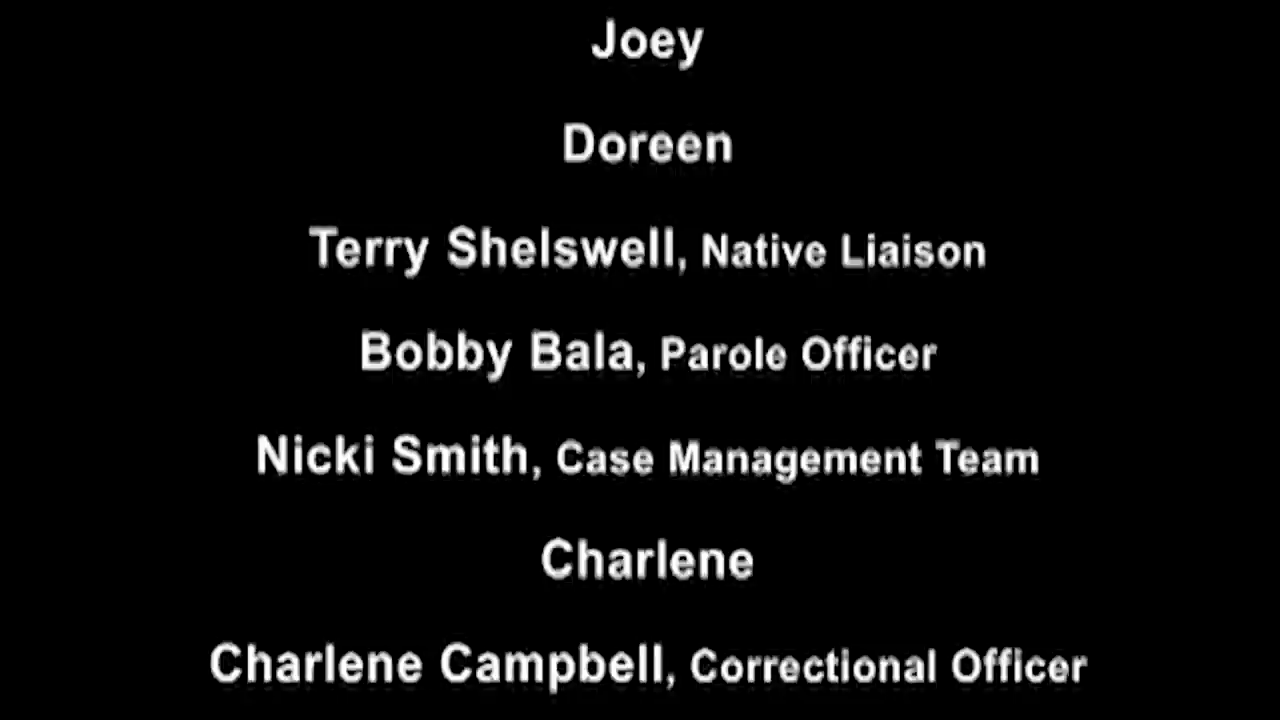 Joey
Doreen
Terry Shelswell, Native Liaison
Bobby Bala, Parole Officer
Nicki Smith, Case Management Team
Charlene
Charlene Campbell, Correctional Officer